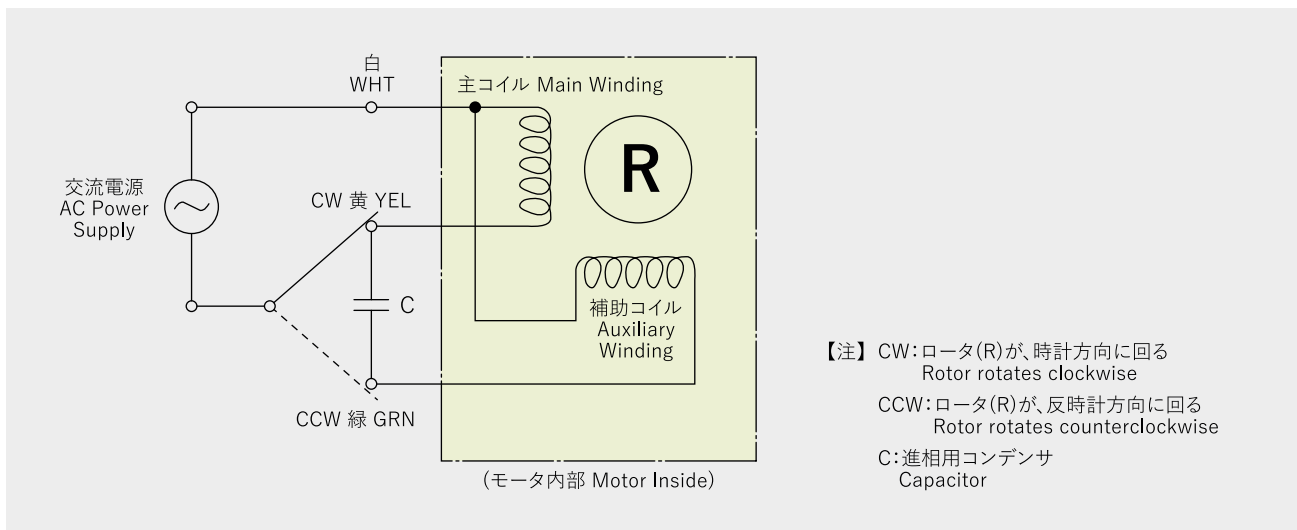 白
WHT
主コイル Main Winding
R
交流電源
AC Power
Supply
CW 黄 YEL
C
補助コイル
Auxiliary
Winding
CCW 緑 GRN
(モータ内部 Motor Inside)
【注】 CW:ロータ(R)が、時計方向に回る
Rotor rotates clockwise
CCW:ロータ(R)が、反時計方向に回る
Rotor rotates counterclockwise
C:進相用コンデンサ
Capacitor